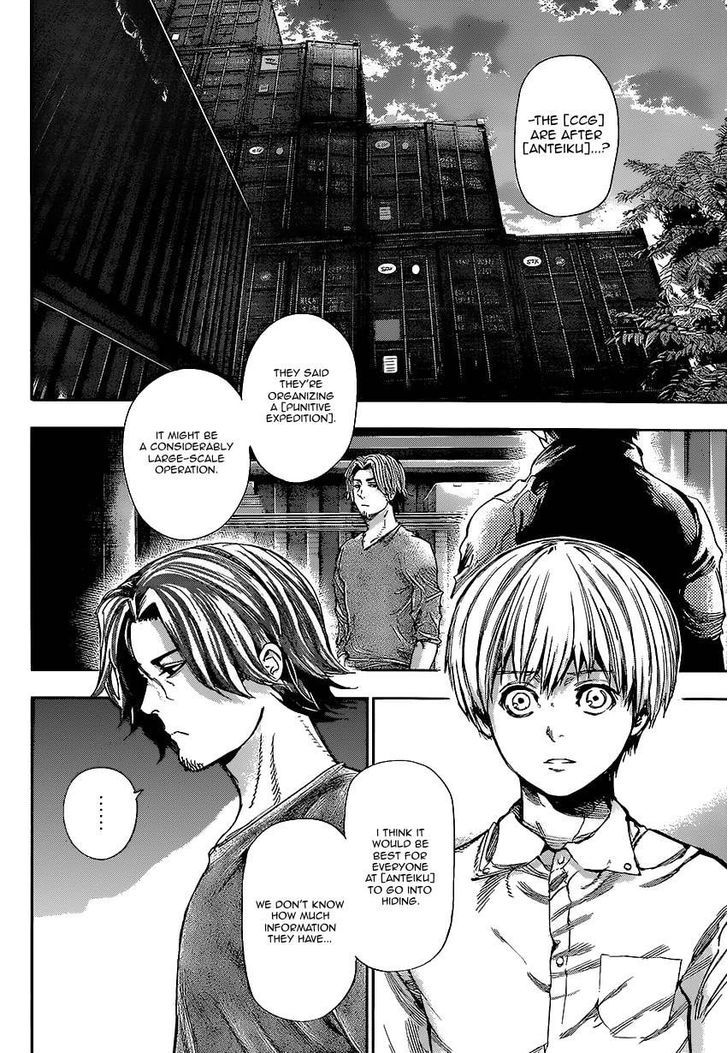 -THE [CCG]
ARE AFTER
[ANTEIKU]...?
THEY SAID
THEY'RE
ORGANIZING
A [PUNITIVE
EXPEDITION].
IT MIGHT BE
A CONSIDERABLY
LARGE-SCALE
OPERATION.
I THINK IT
WOULD BE
BEST FOR
EVERYONE
AT [ANTEIKU]
TO GO INTO
HIDING.
WE DON'T KNOW
HOW MUCH
INFORMATION
THEY HAVE...
.....